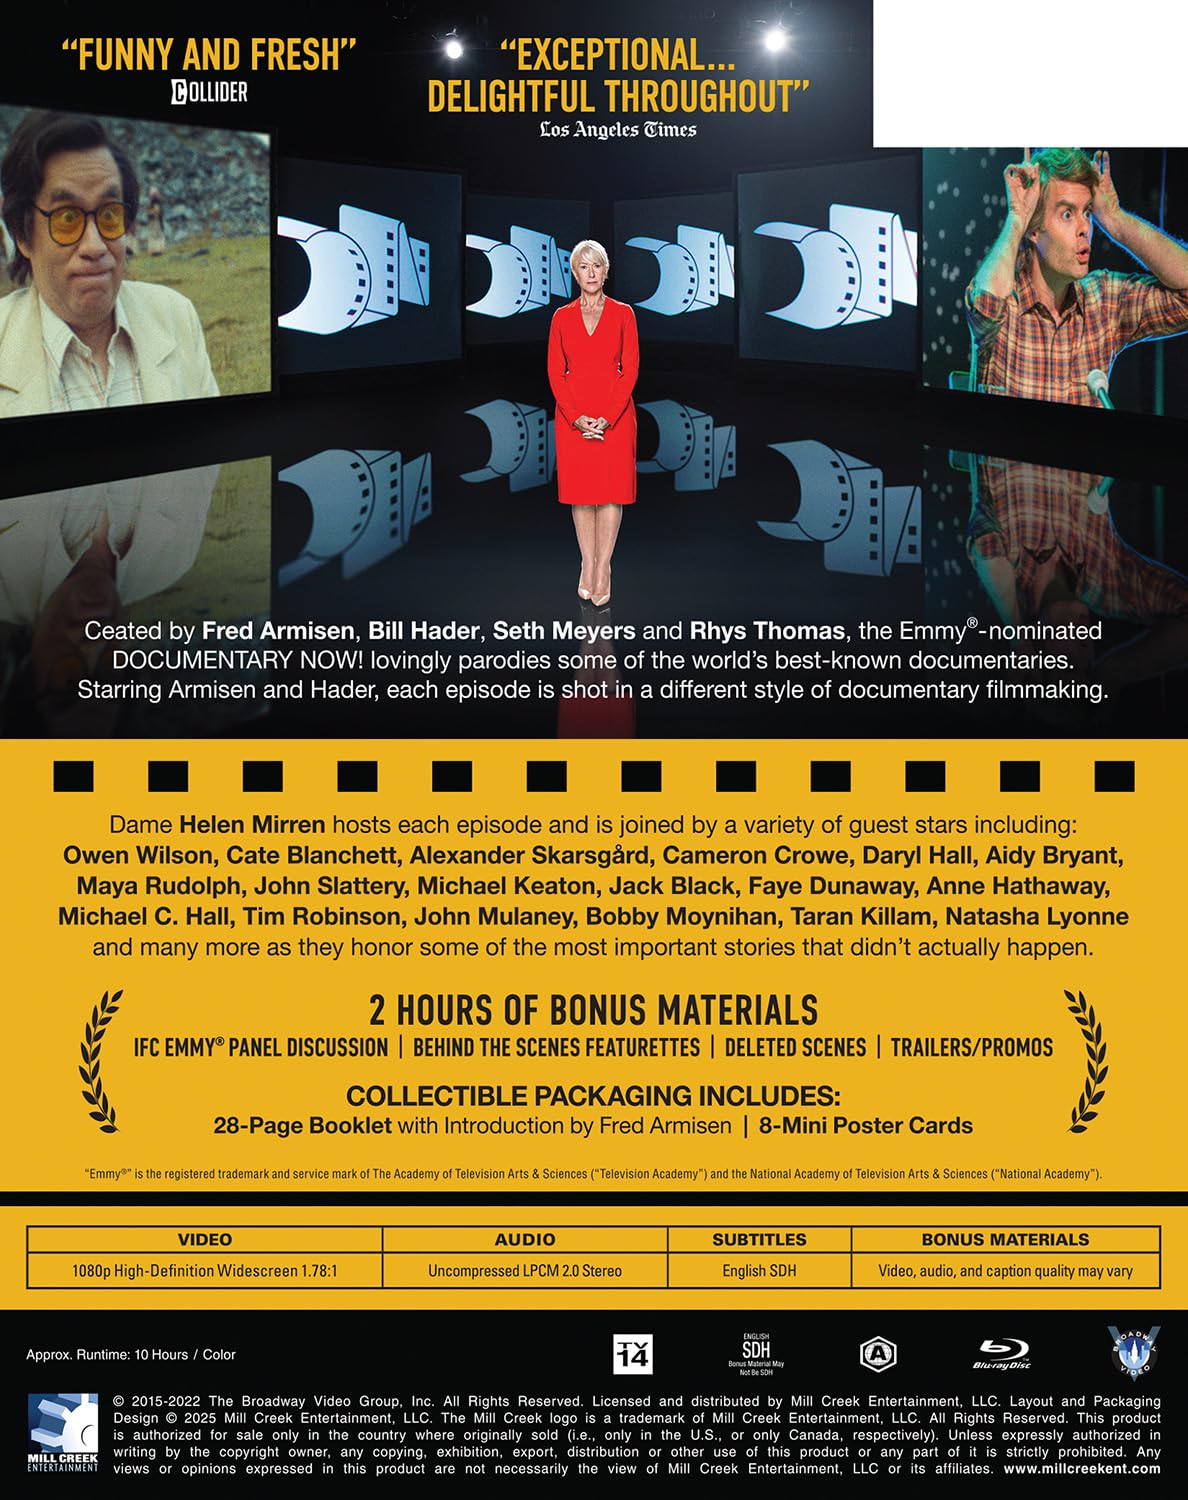 “FUNNY AND FRESH”
COLLIDER
“EXCEPTIONAL...
DELIGHTFUL THROUGHOUT”
Los Angeles Times
Ceated by Fred Armisen, Bill Hader, Seth Meyers and Rhys Thomas, the Emmy®-nominated
DOCUMENTARY NOW! lovingly parodies some of the world’s best-known documentaries.
Starring Armisen and Hader, each episode is shot in a different style of documentary filmmaking.
Dame Helen Mirren hosts each episode and is joined by a variety of guest stars including:
Owen Wilson, Cate Blanchett, Alexander Skarsgård, Cameron Crowe, Daryl Hall, Aidy Bryant,
Maya Rudolph, John Slattery, Michael Keaton, Jack Black, Faye Dunaway, Anne Hathaway,
Michael C. Hall, Tim Robinson, John Mulaney, Bobby Moynihan, Taran Killam, Natasha Lyonne
and many more as they honor some of the most important stories that didn’t actually happen.
2 HOURS OF BONUS MATERIALS
IFC EMMY® PANEL DISCUSSION | BEHIND THE SCENES FEATURETTES | DELETED SCENES | TRAILERS/PROMOS
COLLECTIBLE PACKAGING INCLUDES:
28-Page Booklet with Introduction by Fred Armisen | 8-Mini Poster Cards
“Emmy®” is the registered trademark and service mark of The Academy of Television Arts & Sciences (“Television Academy”) and the National Academy of Television Arts & Sciences (“National Academy”).
VIDEO AUDIO SUBTITLES BONUS MATERIALS
1080p High-Definition Widescreen 1.78:1 Uncompressed LPCM 2.0 Stereo English SDH Video, audio, and caption quality may vary
Approx. Runtime: 10 Hours / Color
TV
14
ENGLISH
SDH
Bonus Material May
Not Be SDH
A
Blu-ray Disc™
BROADWAY
VIDEO
MILL CREEK
ENTERTAINMENT
© 2015-2022 The Broadway Video Group, Inc. All Rights Reserved. Licensed and distributed by Mill Creek Entertainment, LLC. Layout and Packaging
Design © 2025 Mill Creek Entertainment, LLC. The Mill Creek logo is a trademark of Mill Creek Entertainment, LLC. All Rights Reserved. This product
is authorized for sale only in the country where originally sold (i.e., only in the U.S., or only Canada, respectively). Unless expressly authorized in
writing by the copyright owner, any copying, exhibition, export, distribution or other use of this product or any part of it is strictly prohibited. Any
views or opinions expressed in this product are not necessarily the view of Mill Creek Entertainment, LLC or its affiliates. www.millcreekent.com